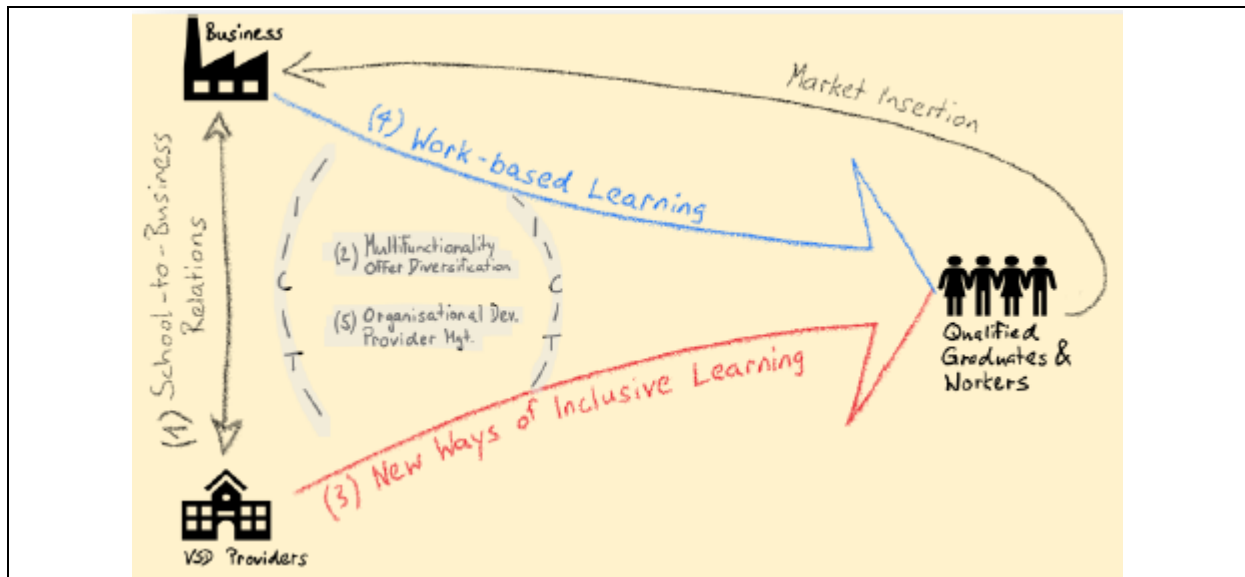 Business
Market Insertion
(4) Work-based Learning
(1) School-to-Business
Relations
I C T
I C T
(2) Multifunctionality
Offer Diversification
(5) Organisational Dev.
Provider Mgt.
Qualified
Graduates &
Workers
(3) New Ways of Inclusive Learning
VSD Providers